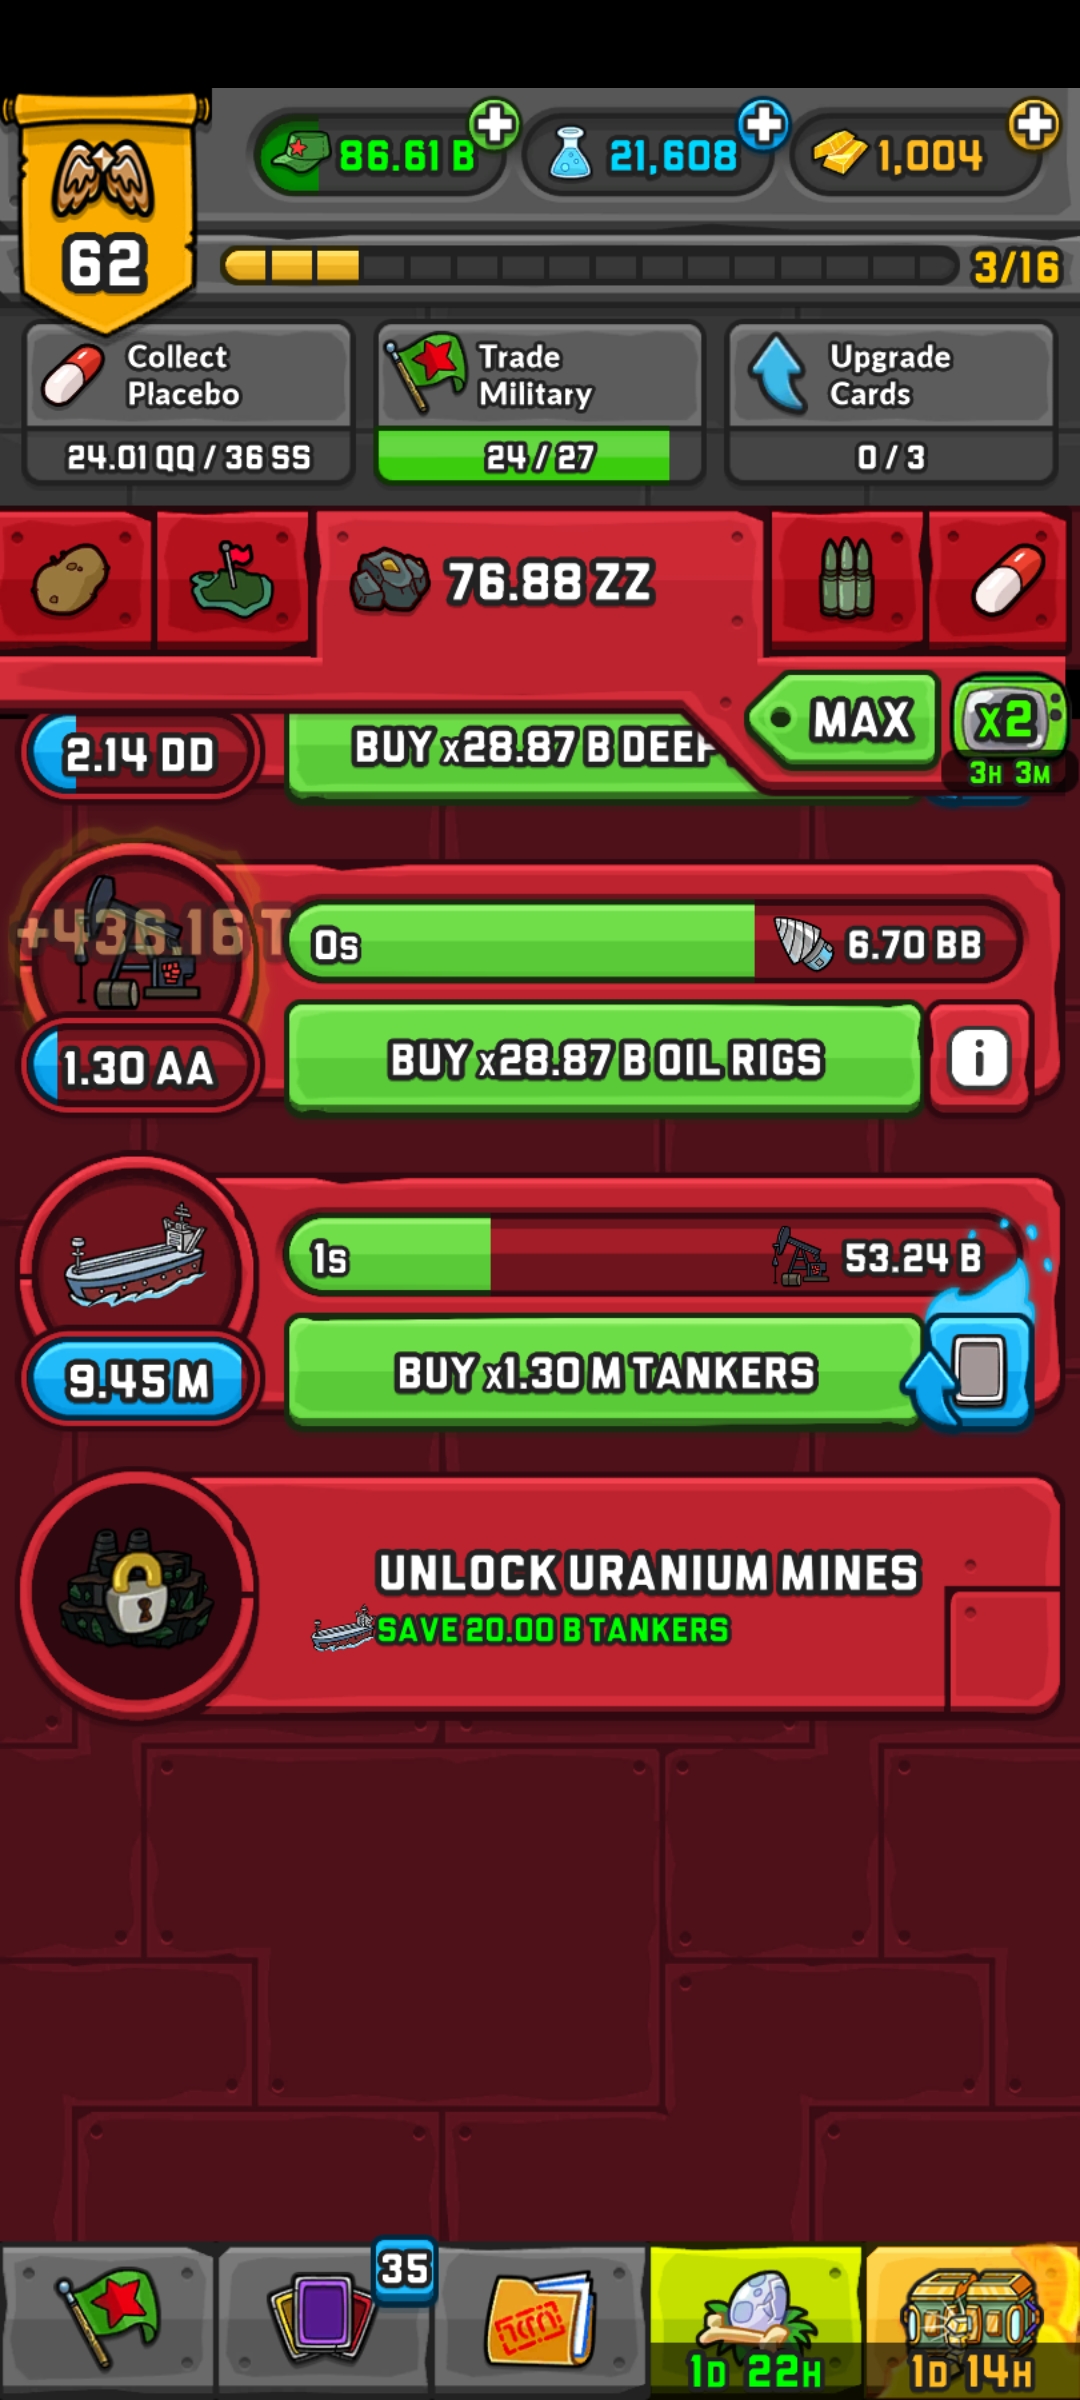 86.61 B
21,608
1,004
62
3/16
Collect
Placebo
24.01 QQ / 36 SS
Trade
Military
24 / 27
Upgrade
Cards
0 / 3
76.88 ZZ
MAX
x2
3H 3M
2.14 DD
BUY x28.87 B DEEP
+436.16 T
0s
6.70 BB
1.30 AA
BUY x28.87 B OIL RIGS
i
1s
53.24 B
9.45 M
BUY x1.30 M TANKERS
UNLOCK URANIUM MINES
SAVE 20.00 B TANKERS
35
1D 22H
1D 14H